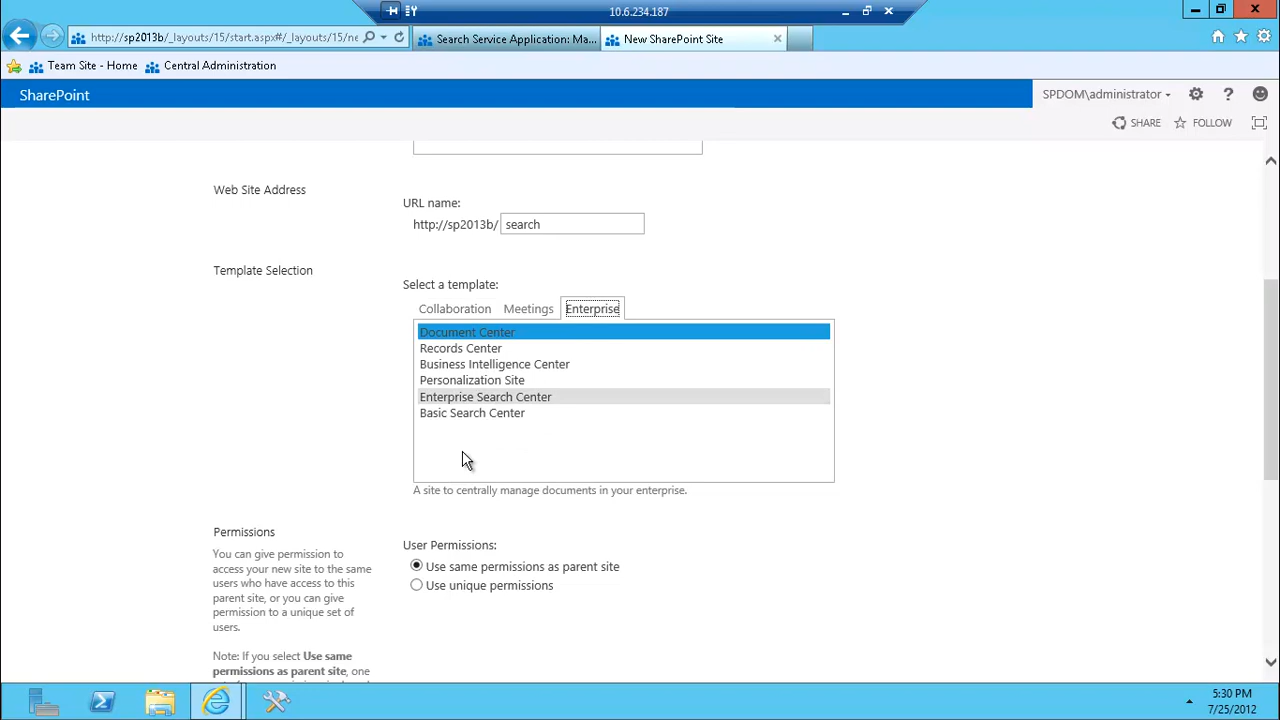 10.6.234.187
http://sp2013b/_layouts/15/start.aspx#/_layouts/15/ne
Search Service Application: Ma...
New SharePoint Site
Team Site - Home
Central Administration
SharePoint
SPDOM\administrator
SHARE
FOLLOW
Web Site Address
URL name:
http://sp2013b/ search
Template Selection
Select a template:
Collaboration Meetings Enterprise
Document Center
Records Center
Business Intelligence Center
Personalization Site
Enterprise Search Center
Basic Search Center
A site to centrally manage documents in your enterprise.
Permissions
You can give permission to
access your new site to the same
users who have access to this
parent site, or you can give
permission to a unique set of
users.
Note: If you select Use same
permissions as parent site, one
User Permissions:
Use same permissions as parent site
Use unique permissions
5:30 PM
7/25/2012